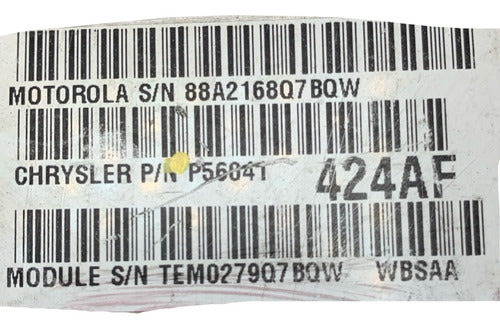 MOTOROLA S/N 88A2168Q7BQW
CHRYSLER P/N P56041 424AF
MODULE S/N TEM0279Q7BQW WBSAA